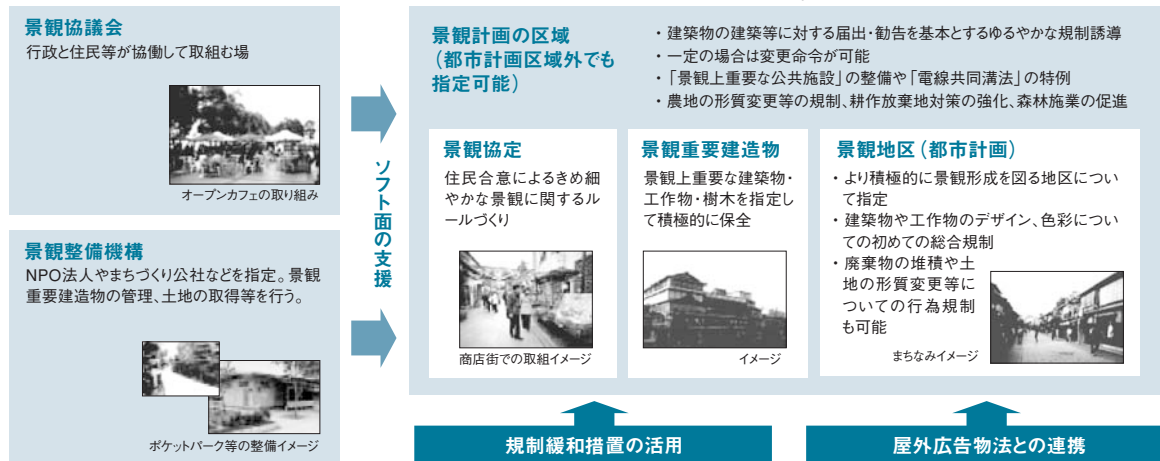 景観協議会
行政と住民等が協働して取組む場
オープンカフェの取り組み
景観整備機構
NPO法人やまちづくり公社などを指定。景観
重要建造物の管理、土地の取得等を行う。
ポケットパーク等の整備イメージ
ソフト面の支援
景観計画の区域
（都市計画区域外でも
指定可能）
・建築物の建築等に対する届出・勧告を基本とするゆるやかな規制誘導
・一定の場合は変更命令が可能
・「景観上重要な公共施設」の整備や「電線共同溝法」の特例
・農地の形質変更等の規制、耕作放棄地対策の強化、森林施業の促進
景観協定
住民合意によるきめ細
やかな景観に関するル
ールづくり
商店街での取組イメージ
景観重要建造物
景観上重要な建築物・
工作物・樹木を指定し
て積極的に保全
イメージ
景観地区（都市計画）
・より積極的に景観形成を図る地区につい
て指定
・建築物や工作物のデザイン、色彩につい
ての初めての総合規制
・廃棄物の堆積や土
地の形質変更等に
ついての行為規制
も可能
まちなみイメージ
規制緩和措置の活用
屋外広告物法との連携